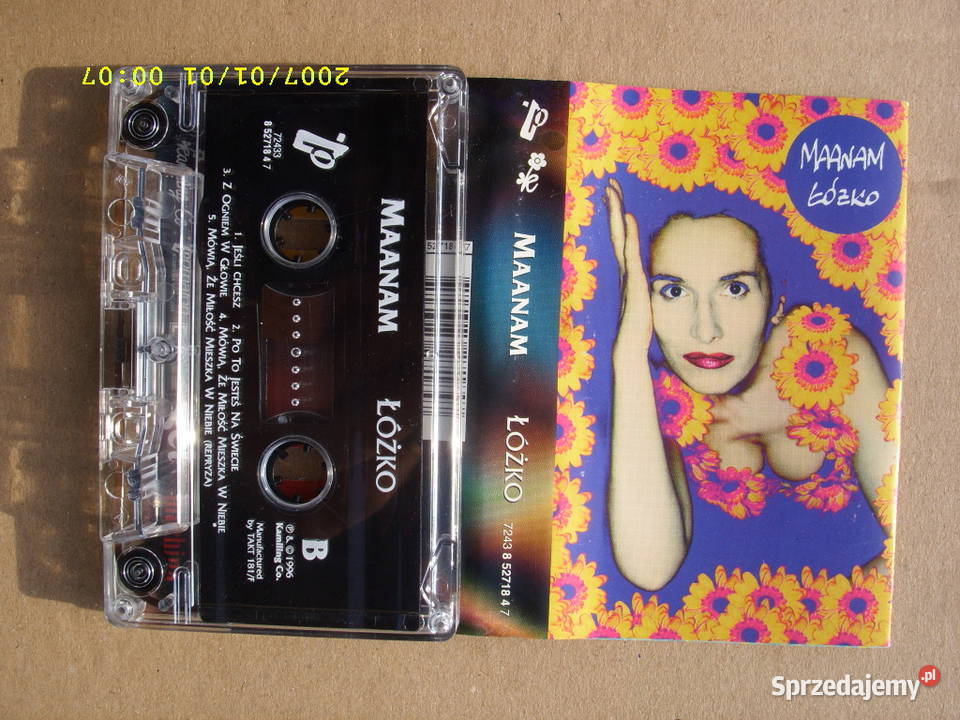 2007/01/01 00:07
MAANAM
ŁÓŻKO
72433
8 52718 4 7
MAANAM ŁÓŻKO
1. JEŚLI CHCESZ 2. PO TO JESTEŚ NA ŚWIECIE
3. Z OGNIEM W GŁOWIE 4. MÓWIĄ, ŻE MIŁOŚĆ MIESZKA W NIEBIE
5. MÓWIĄ, ŻE MIŁOŚĆ MIESZKA W NIEBIE (REPRYZA)
B
℗ & © 1996
Kamiling Co.
Manufactured
by TAKT 181/F
MAANAM ŁÓŻKO 7243 8 52718 4 7
Sprzedajemy.pl